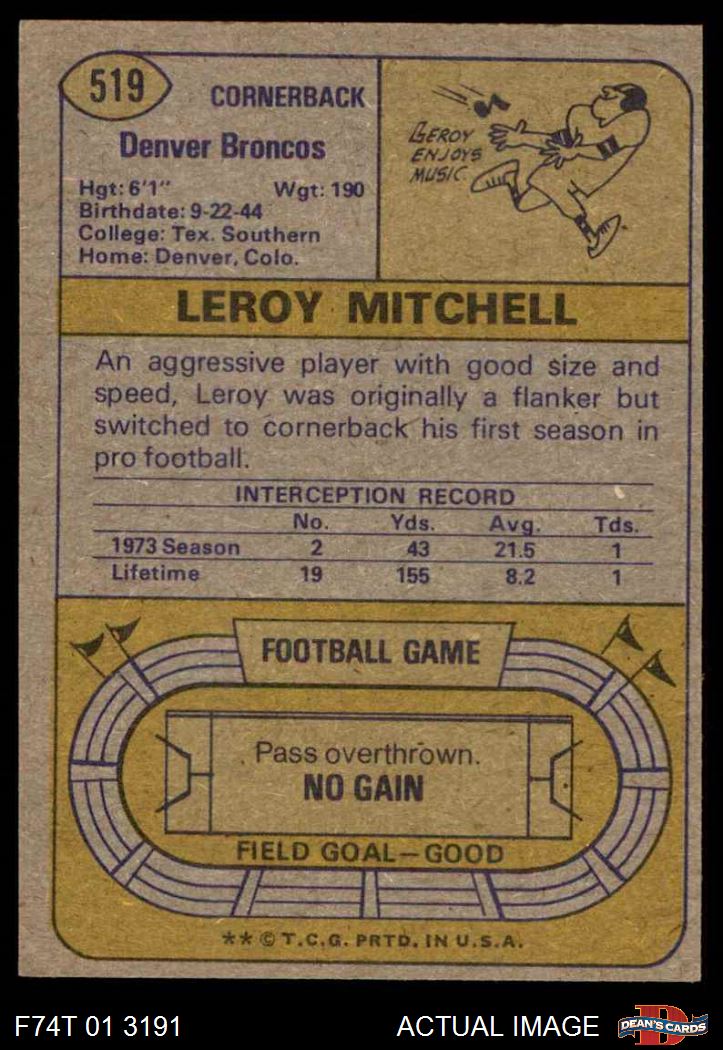 519
CORNERBACK
Denver Broncos
Hgt: 6'1" Wgt: 190
Birthdate: 9-22-44
College: Tex. Southern
Home: Denver, Colo.
LEROY
ENJOYS
MUSIC
LEROY MITCHELL
An aggressive player with good size and
speed, Leroy was originally a flanker but
switched to cornerback his first season in
pro football.
INTERCEPTION RECORD
No. Yds. Avg. Tds.
1973 Season 2 43 21.5 1
Lifetime 19 155 8.2 1
FOOTBALL GAME
Pass overthrown.
NO GAIN
FIELD GOAL—GOOD
** © T.C.G. PRTD. IN U.S.A.
F74T 01 3191
ACTUAL IMAGE
D
DEAN'S CARDS